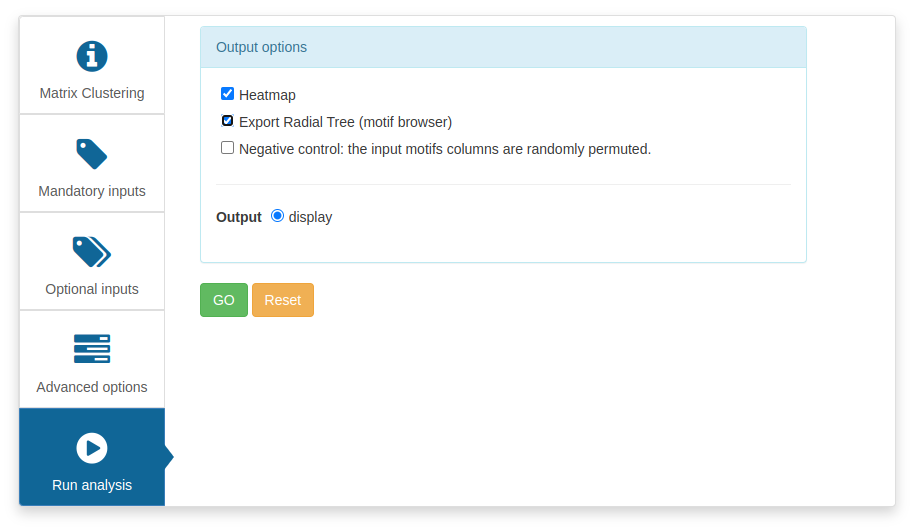 Matrix Clustering
Mandatory inputs
Optional inputs
Advanced options
Run analysis
Output options
Heatmap
Export Radial Tree (motif browser)
Negative control: the input motifs columns are randomly permuted.
Output display
GO Reset